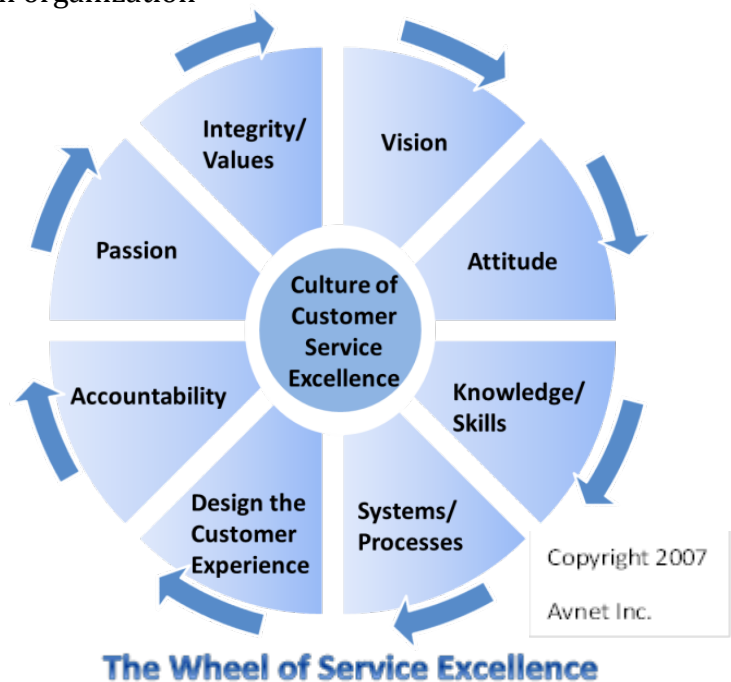 organization
Integrity/
Values
Vision
Attitude
Knowledge/
Skills
Systems/
Processes
Design the
Customer
Experience
Accountability
Passion
Culture of
Customer
Service
Excellence
Copyright 2007
Avnet Inc.
The Wheel of Service Excellence